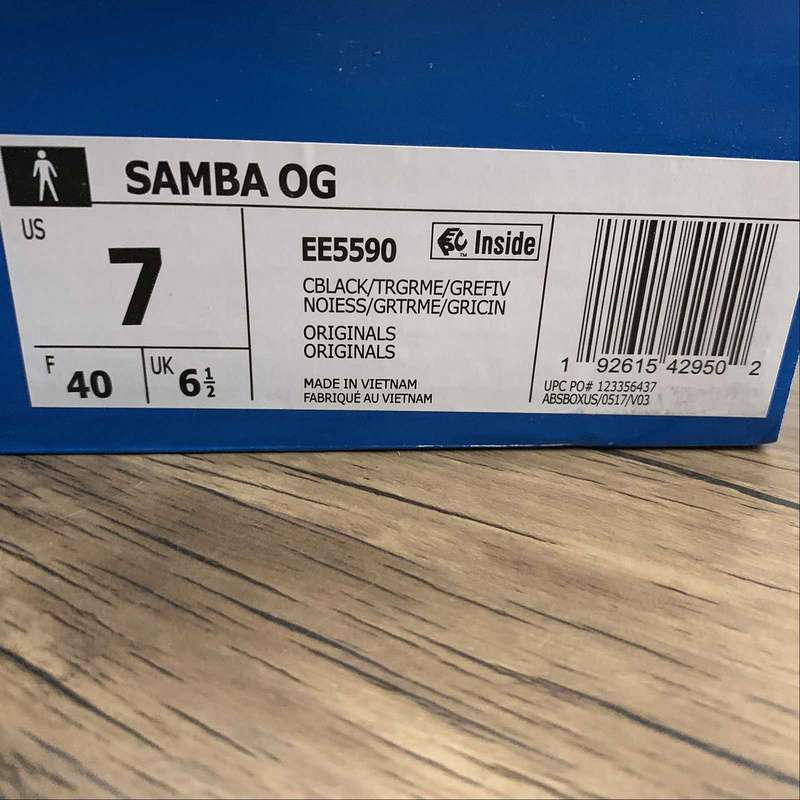 SAMBA OG
US
7
F
40
UK
6½
EE5590
Inside
TM
CBLACK/TRGRME/GREFIV
NOIESS/GRTRME/GRICIN
ORIGINALS
ORIGINALS
MADE IN VIETNAM
FABRIQUÉ AU VIETNAM
1 92615 42950 2
UPC PO# 123356437
ABSBOXUS/0517/V03